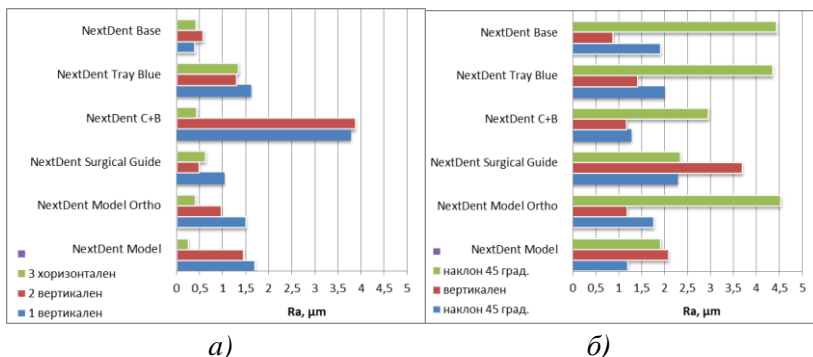 NextDent Base
NextDent Tray Blue
NextDent C+B
NextDent Surgical Guide
NextDent Model Ortho
NextDent Model
3 хоризонтален
2 вертикален
1 вертикален
0 0,5 1 1,5 2 2,5 3 3,5 4 4,5 5
Ra, µm
NextDent Base
NextDent Tray Blue
NextDent C+B
NextDent Surgical Guide
NextDent Model Ortho
NextDent Model
наклон 45 град.
вертикален
наклон 45 град.
0 0,5 1 1,5 2 2,5 3 3,5 4 4,5 5
Ra, µm
а) б)